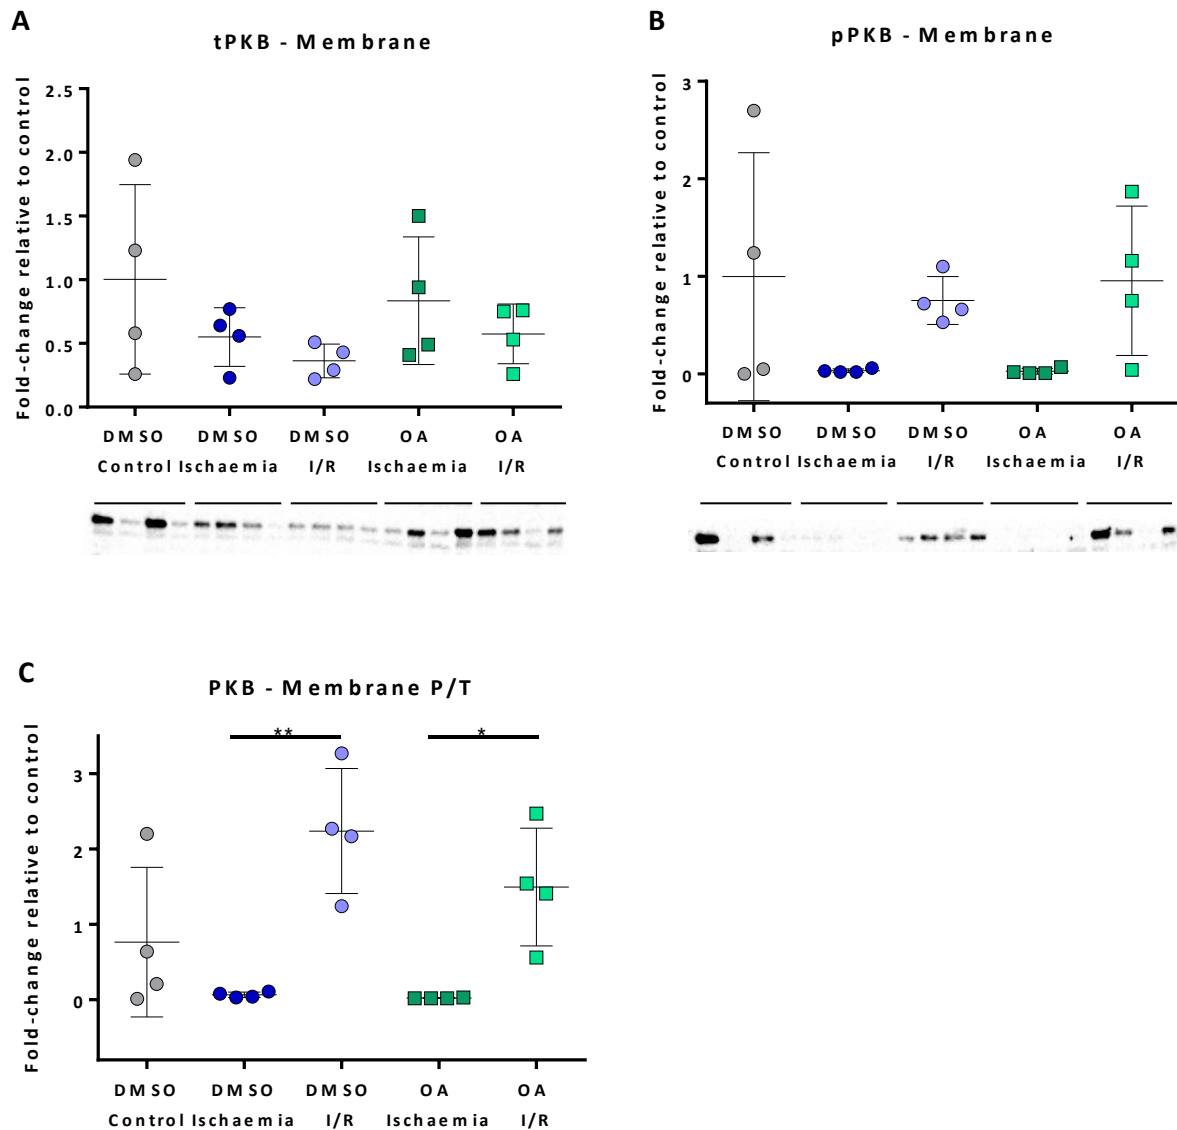 A
tPKB - Membrane
Fold-change relative to control
2.5
2.0
1.5
1.0
0.5
0.0
DMSO DMSO DMSO OA OA
Control Ischaemia I/R Ischaemia I/R
B
pPKB - Membrane
Fold-change relative to control
3
2
1
0
DMSO DMSO DMSO OA OA
Control Ischaemia I/R Ischaemia I/R
C
PKB - Membrane P/T
Fold-change relative to control
** *
3
2
1
0
DMSO DMSO DMSO OA OA
Control Ischaemia I/R Ischaemia I/R